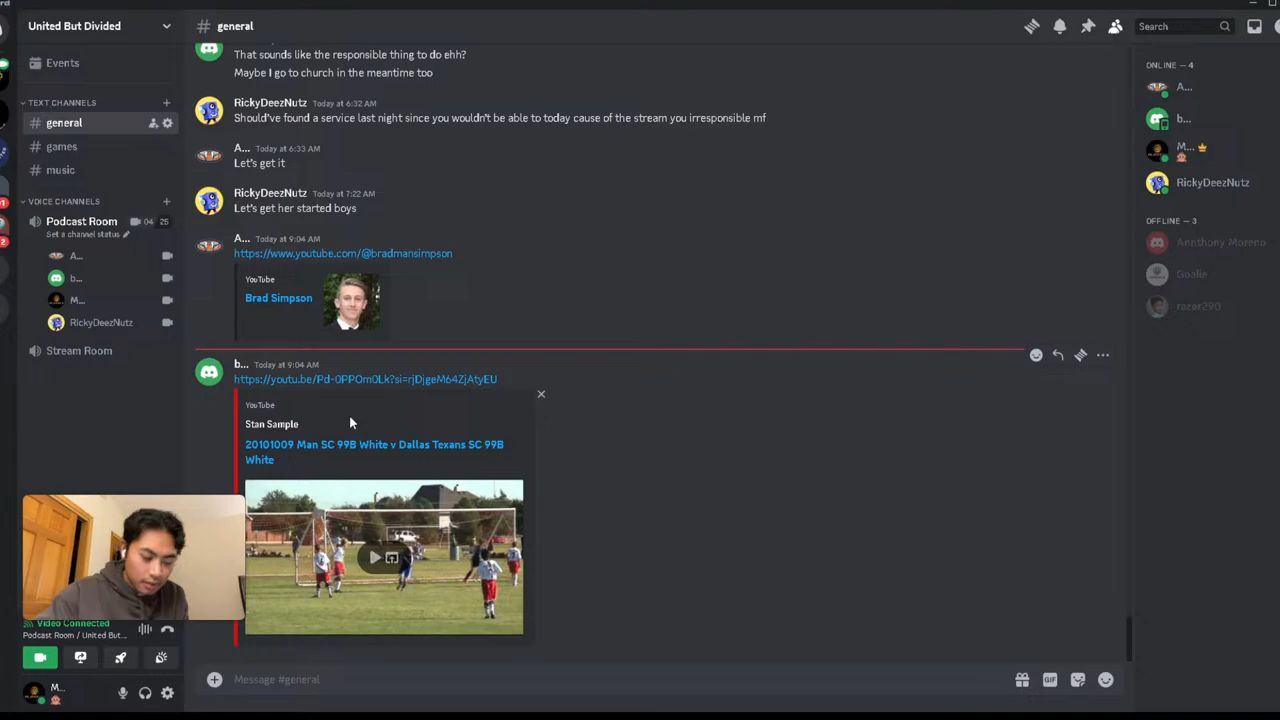 United But Divided
Events
TEXT CHANNELS
# general
# games
# music
VOICE CHANNELS
Podcast Room 04 25
Set a channel status
A...
b...
M...
RickyDeezNutz
Stream Room
Video Connected
Podcast Room / United But...
M...
# general
Search
That sounds like the responsible thing to do ehh?
Maybe I go to church in the meantime too
RickyDeezNutz Today at 6:32 AM
Should've found a service last night since you wouldn't be able to today cause of the stream you irresponsible mf
A... Today at 6:33 AM
Let's get it
RickyDeezNutz Today at 7:22 AM
Let's get her started boys
A... Today at 9:04 AM
https://www.youtube.com/@bradmansimpson
YouTube
Brad Simpson
b... Today at 9:04 AM
https://youtu.be/Pd-0PPOm0Lk?si=rjDjgeM64ZjAtyEU
YouTube
Stan Sample
20101009 Man SC 99B White v Dallas Texans SC 99B
White
Message #general
GIF
ONLINE — 4
A...
b...
M...
RickyDeezNutz
OFFLINE — 3
Annthony Moreno
Goalie
razer290